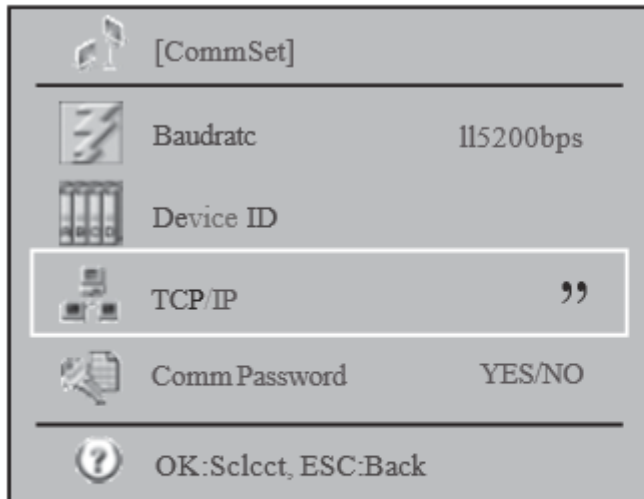 [CommSet]
Baudratc ll5200bps
Device ID
TCP/IP ”
Comm Password YES/NO
OK:Sclcct, ESC:Back